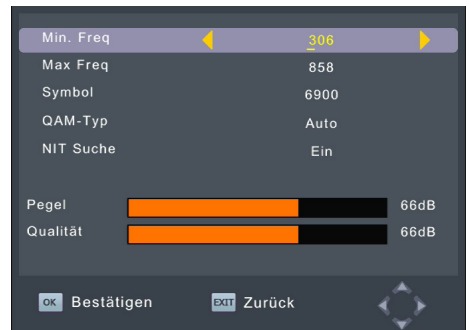 Min. Freq 306
Max Freq 858
Symbol 6900
QAM-Typ Auto
NIT Suche Ein
Pegel 66dB
Qualität 66dB
OK Bestätigen EXIT Zurück